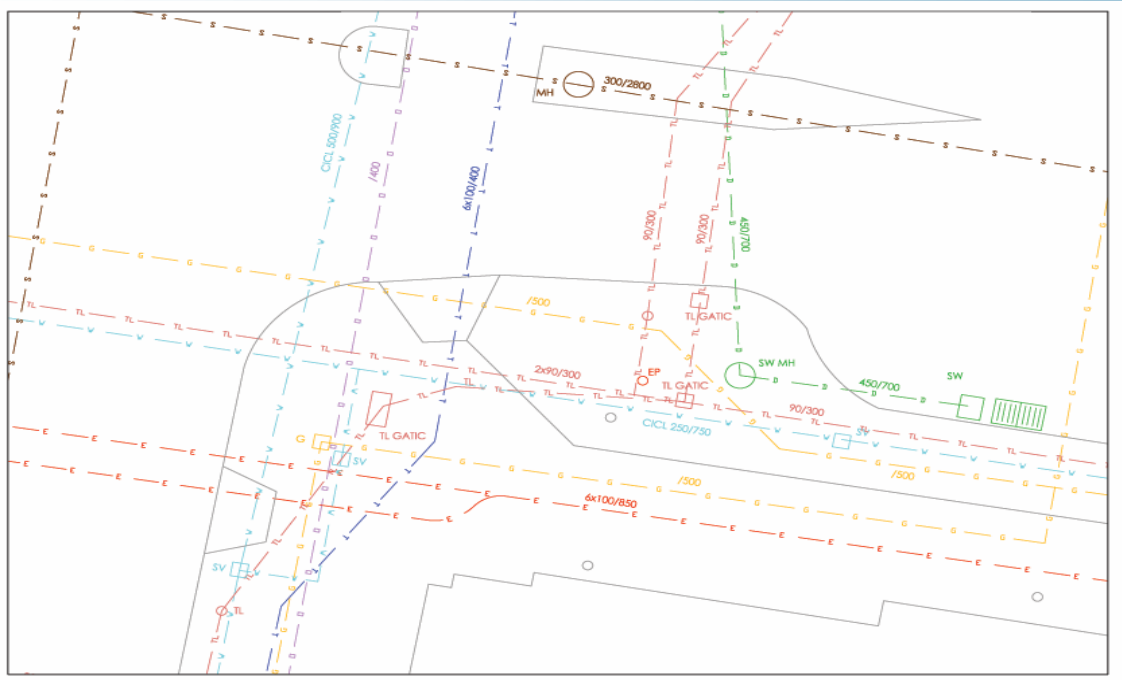 300/2800
MH
CICL 500/900
/400
6x100/400
90/300
90/300
450/700
/500
TL GATIC
SW MH
EP
2x90/300
TL GATIC
450/700
SW
90/300
CICL 250/750
SV
TL GATIC
G
SV
/500
/500
6x100/850
SV
TL